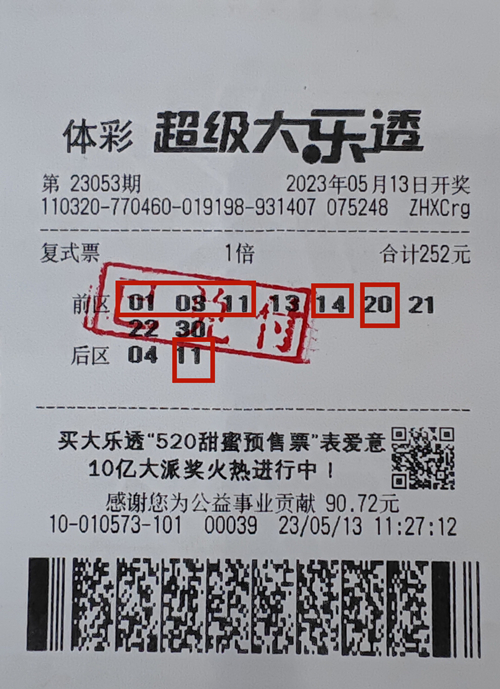 体彩 超级大乐透
第 23053期 2023年05月13日开奖
110320-770460-019198-931407 075248 ZHXCrg
复式票 1倍 合计252元
前区 01 03 11 13 14 20 21
22 30
后区 04 11
已兑付
买大乐透“520甜蜜预售票”表爱意
10亿大派奖火热进行中！
感谢您为公益事业贡献 90.72元
10-010573-101 00039 23/05/13 11:27:12